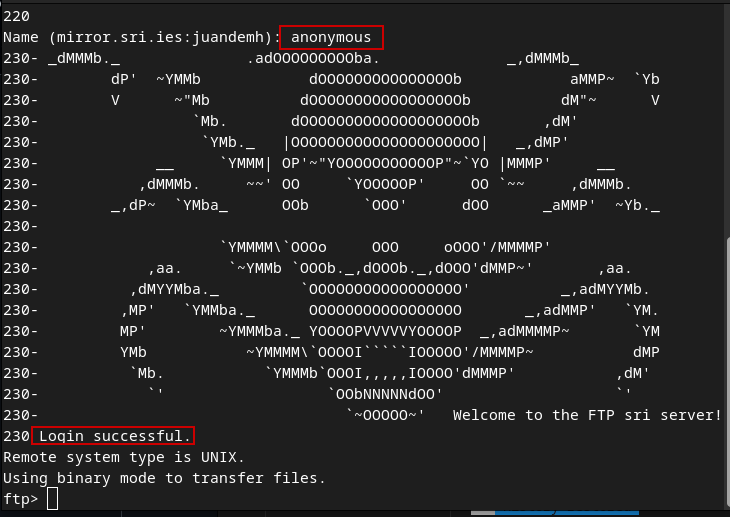 220
Name (mirror.sri.ies:juandemh): anonymous
230- _dMMMb._              .adOOOOOOOOOba.              _,dMMMb_
230-        dP'  ~YMMb            dOOOOOOOOOOOOOOOb            aMMP~  `Yb
230-        V      ~"Mb          dOOOOOOOOOOOOOOOOOb          dM"~      V
230-                 `Mb.       dOOOOOOOOOOOOOOOOOOOb       ,dM'
230-                  `YMb._   |OOOOOOOOOOOOOOOOOOOOO|   _,dMP'
230-             __     `YMMM| OP'~"YOOOOOOOOOOOP"~`YO |MMMP'     __
230-           ,dMMMb.     ~~' OO     `YOOOOOP'     OO `~~     ,dMMMb.
230-        _,dP~  `YMba_      OOb      `OOO'      dOO      _aMMP'  ~Yb._
230-
230-                    `YMMMM\`OOOo     OOO     oOOO'/MMMMP'
230-            ,aa.     `~YMMb `OOOb._,dOOOb._,dOOO'dMMP~'       ,aa.
230-          ,dMYYMba._         `OOOOOOOOOOOOOOOOO'          _,adMYYMb.
230-         ,MP'   `YMMba._      OOOOOOOOOOOOOOOOO       _,adMMP'   `YM.
230-         MP'        ~YMMMba._ YOOOOPVVVVVYOOOOP  _,adMMMMP~       `YM
230-         YMb           ~YMMMM\`OOOOI`````IOOOOO'/MMMMP~           dMP
230-          `Mb.           `YMMMb`OOOI,,,,,IOOOO'dMMMP'           ,dM'
230-            `'                  `OObNNNNNdOO'                   `'
230-                                  `~OOOOO~'   Welcome to the FTP sri server!
230 Login successful.
Remote system type is UNIX.
Using binary mode to transfer files.
ftp>